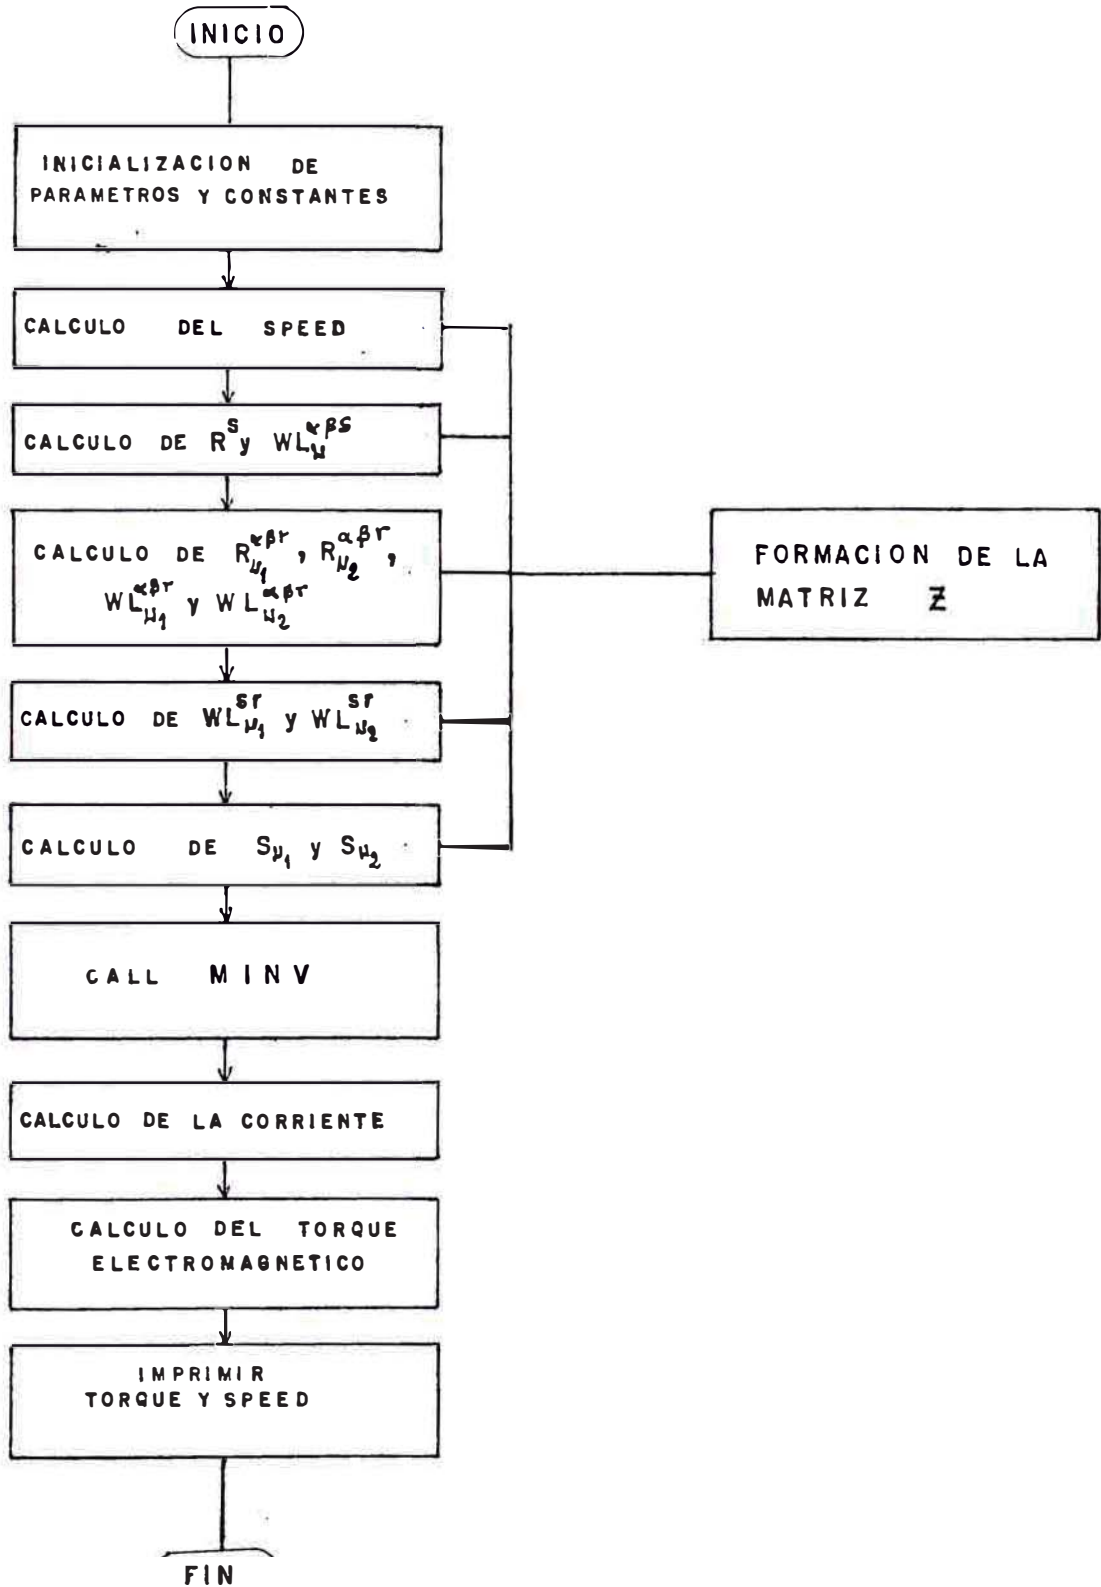 INICIO
INICIALIZACION DE
PARAMETROS Y CONSTANTES
CALCULO DEL SPEED
CALCULO DE R^S y WL_μ^αβS
CALCULO DE R_μ1^αβr, R_μ2^αβr,
WL_μ1^αβr y WL_μ2^αβr
FORMACION DE LA
MATRIZ Z
CALCULO DE WL_μ1^sr y WL_μ2^sr
CALCULO DE S_μ1 y S_μ2
CALL MINV
CALCULO DE LA CORRIENTE
CALCULO DEL TORQUE
ELECTROMAGNETICO
IMPRIMIR
TORQUE Y SPEED
FIN